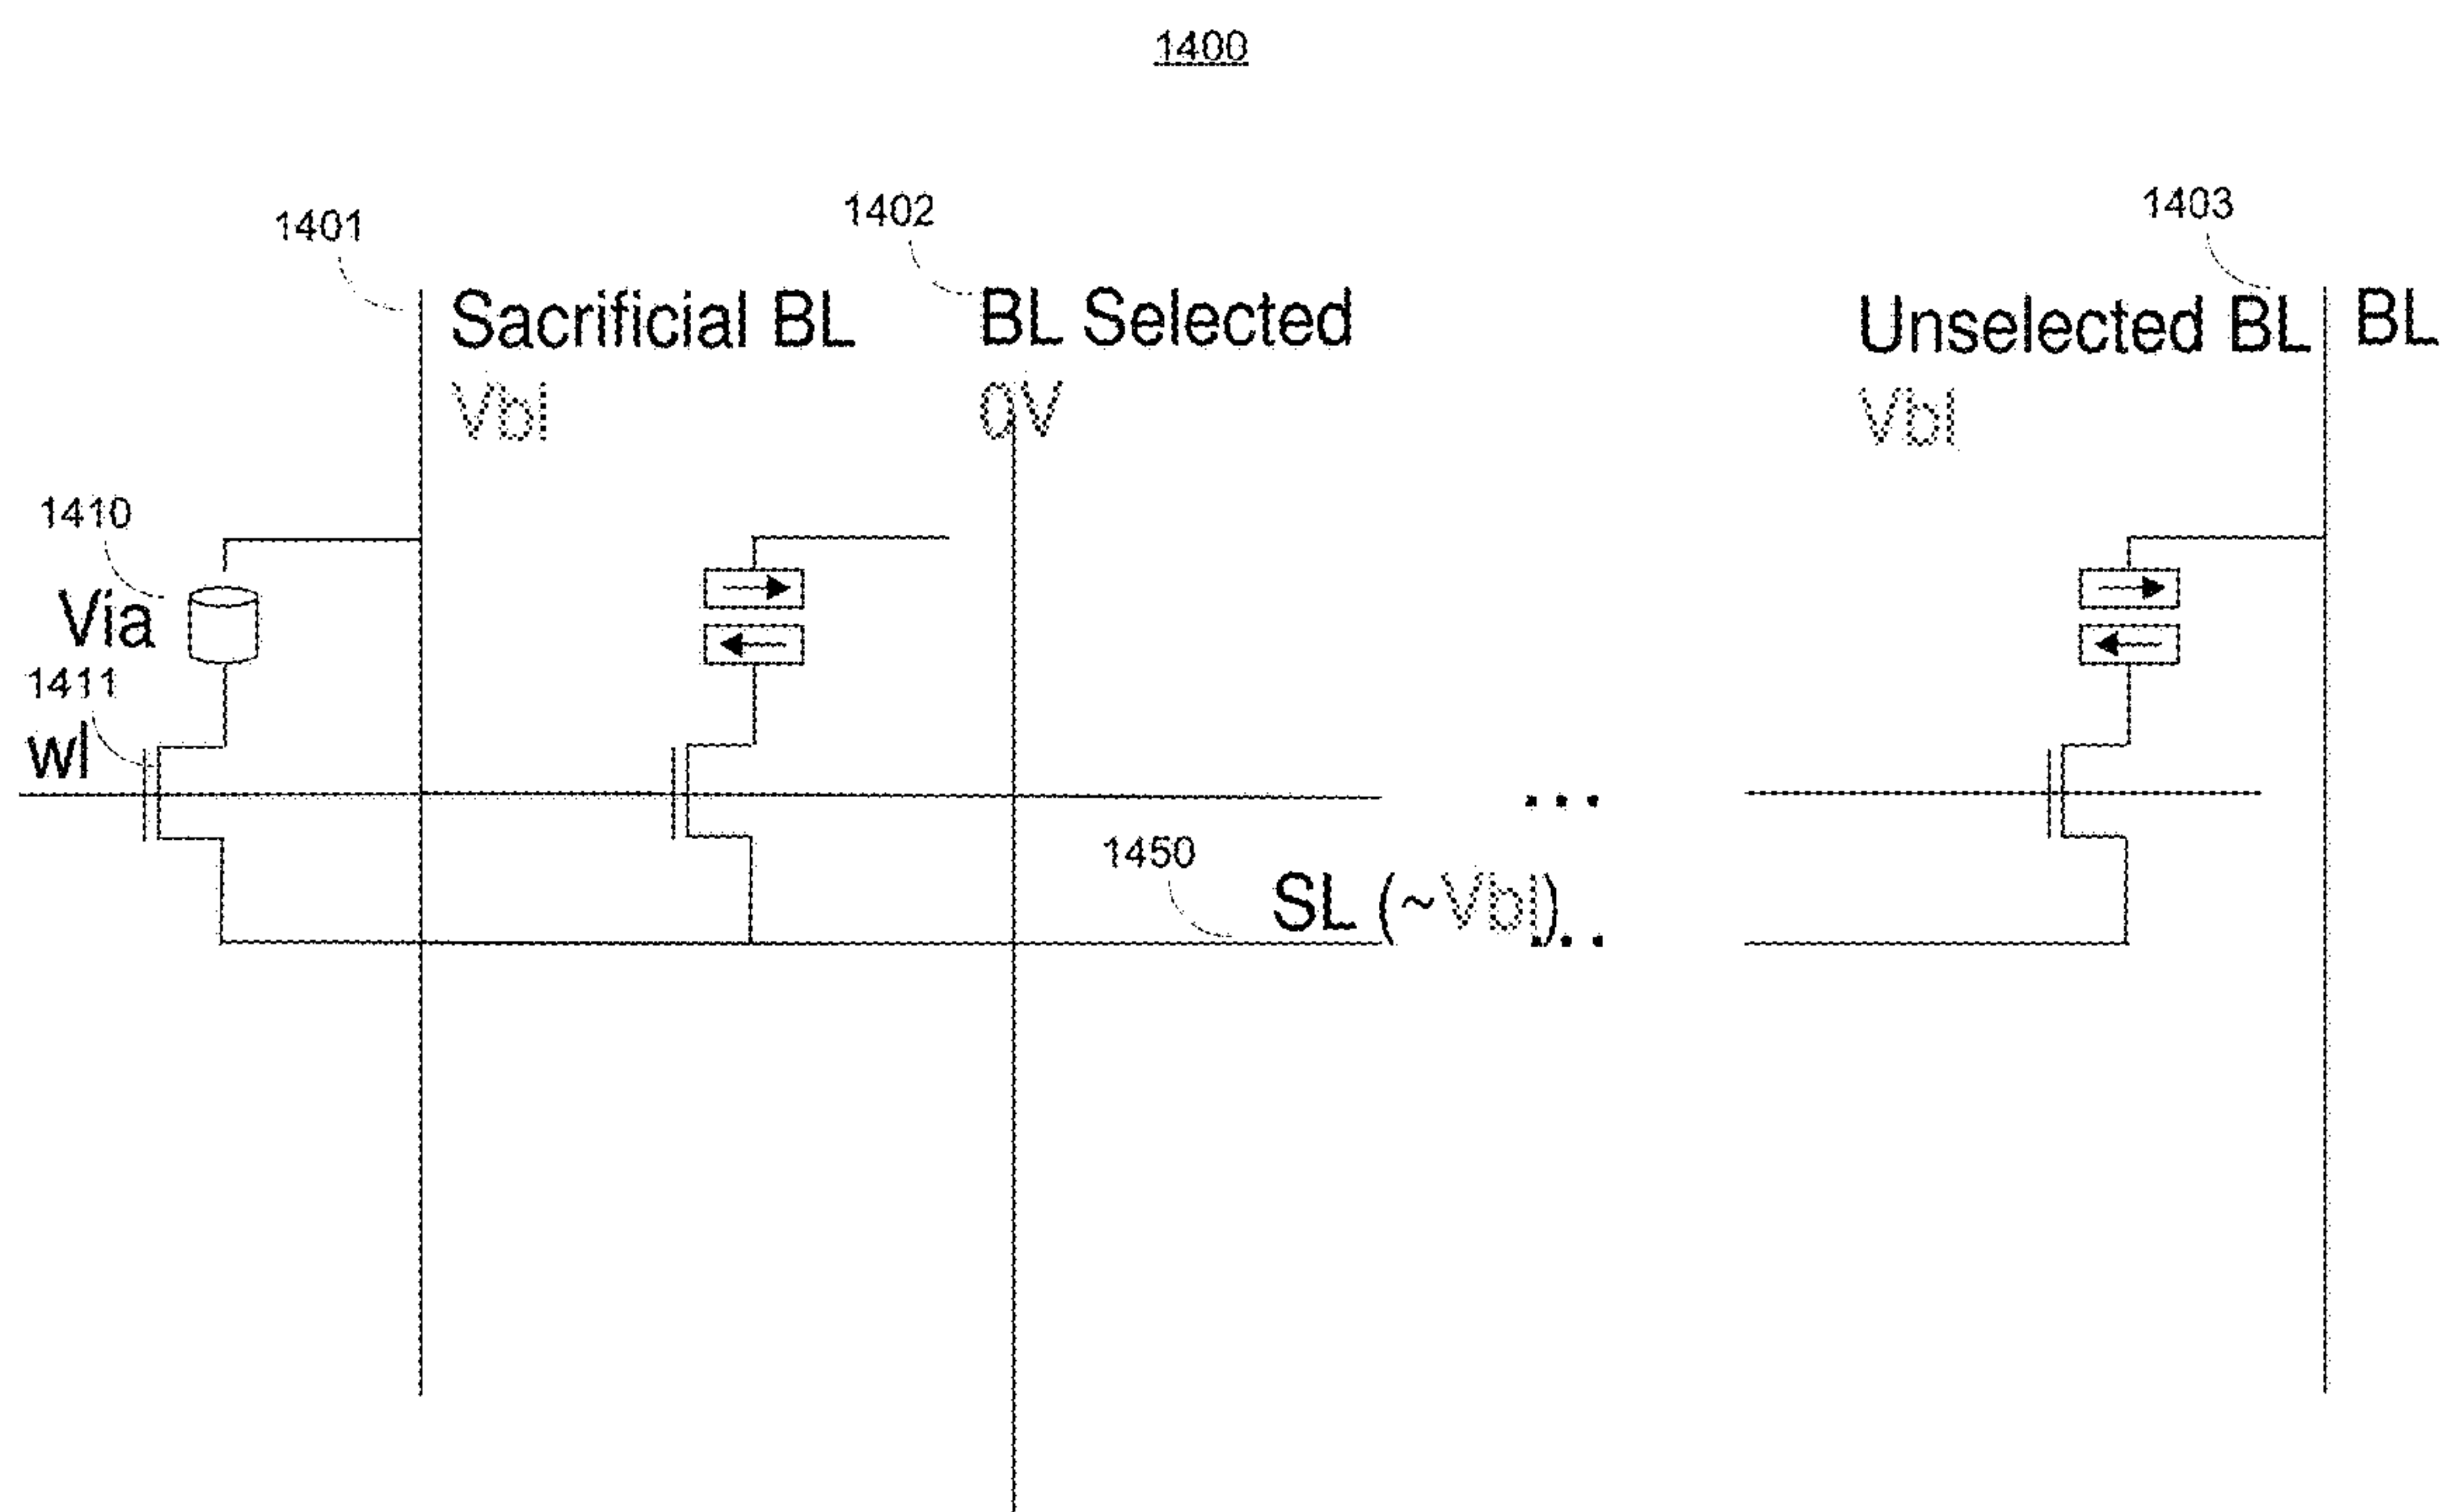 1400
1401
1402
1403
Sacrificial BL
BL Selected
Unselected BL
BL
Vbl
0V
Vbl
1410
Via
1411
wl
...
1450
SL (~Vbl)...